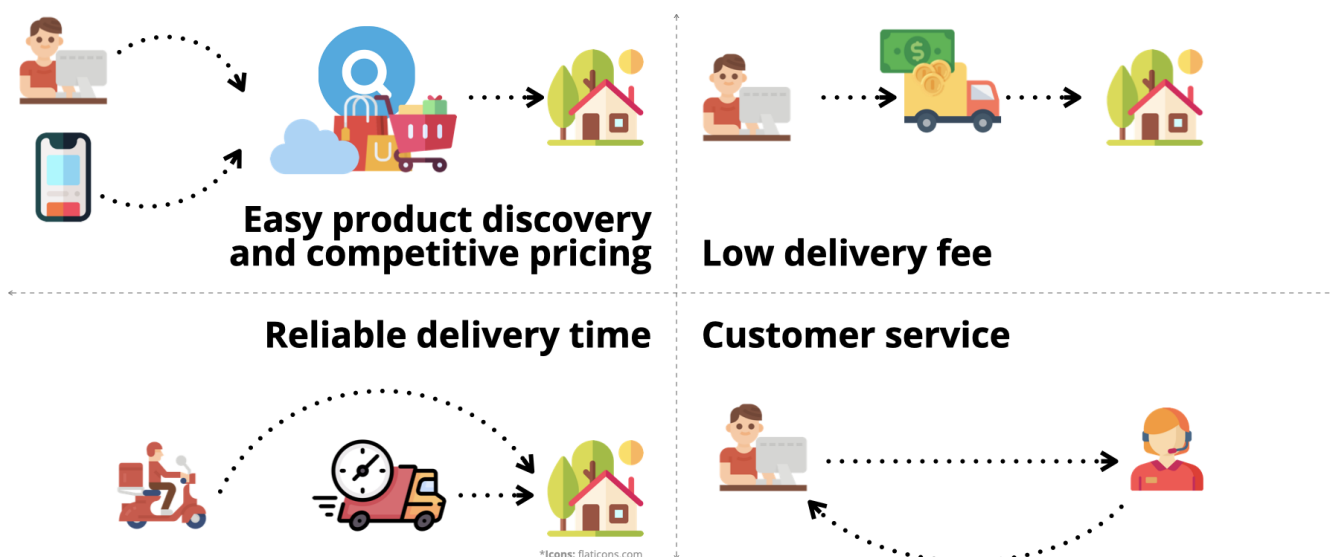 Easy product discovery
and competitive pricing
Low delivery fee
Reliable delivery time
Customer service
*Icons: flaticons.com